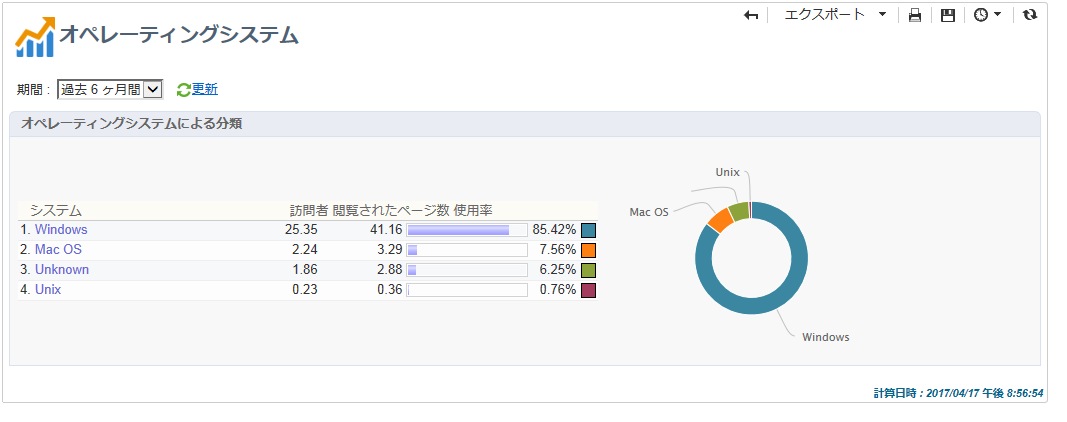 エクスポート
オペレーティングシステム
期間 : 過去 6 ヶ月間 更新
オペレーティングシステムによる分類
システム 訪問者 閲覧されたページ数 使用率
1. Windows 25.35 41.16 85.42%
2. Mac OS 2.24 3.29 7.56%
3. Unknown 1.86 2.88 6.25%
4. Unix 0.23 0.36 0.76%
Unix
Mac OS
Windows
計算日時 : 2017/04/17 午後 8:56:54